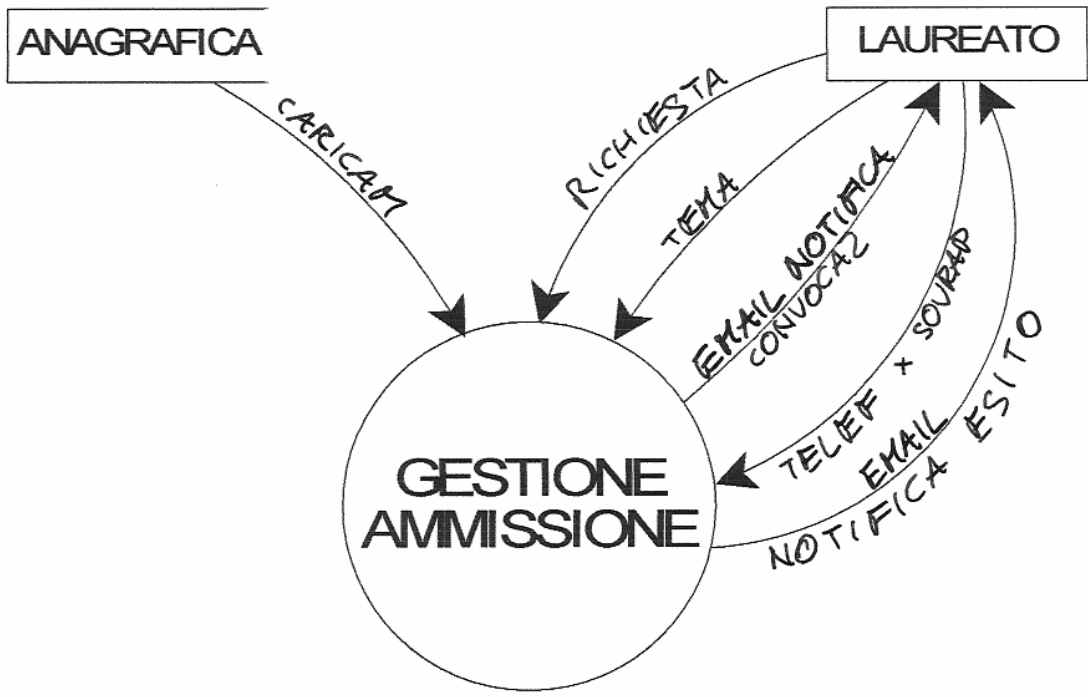 ANAGRAFICA
LAUREATO
CARICAM
RICHIESTA
TEMA
EMAIL NOTIFICA
CONVOCAZ
TELEF + SOVRAP
EMAIL
NOTIFICA ESITO
GESTIONE
AMMISSIONE